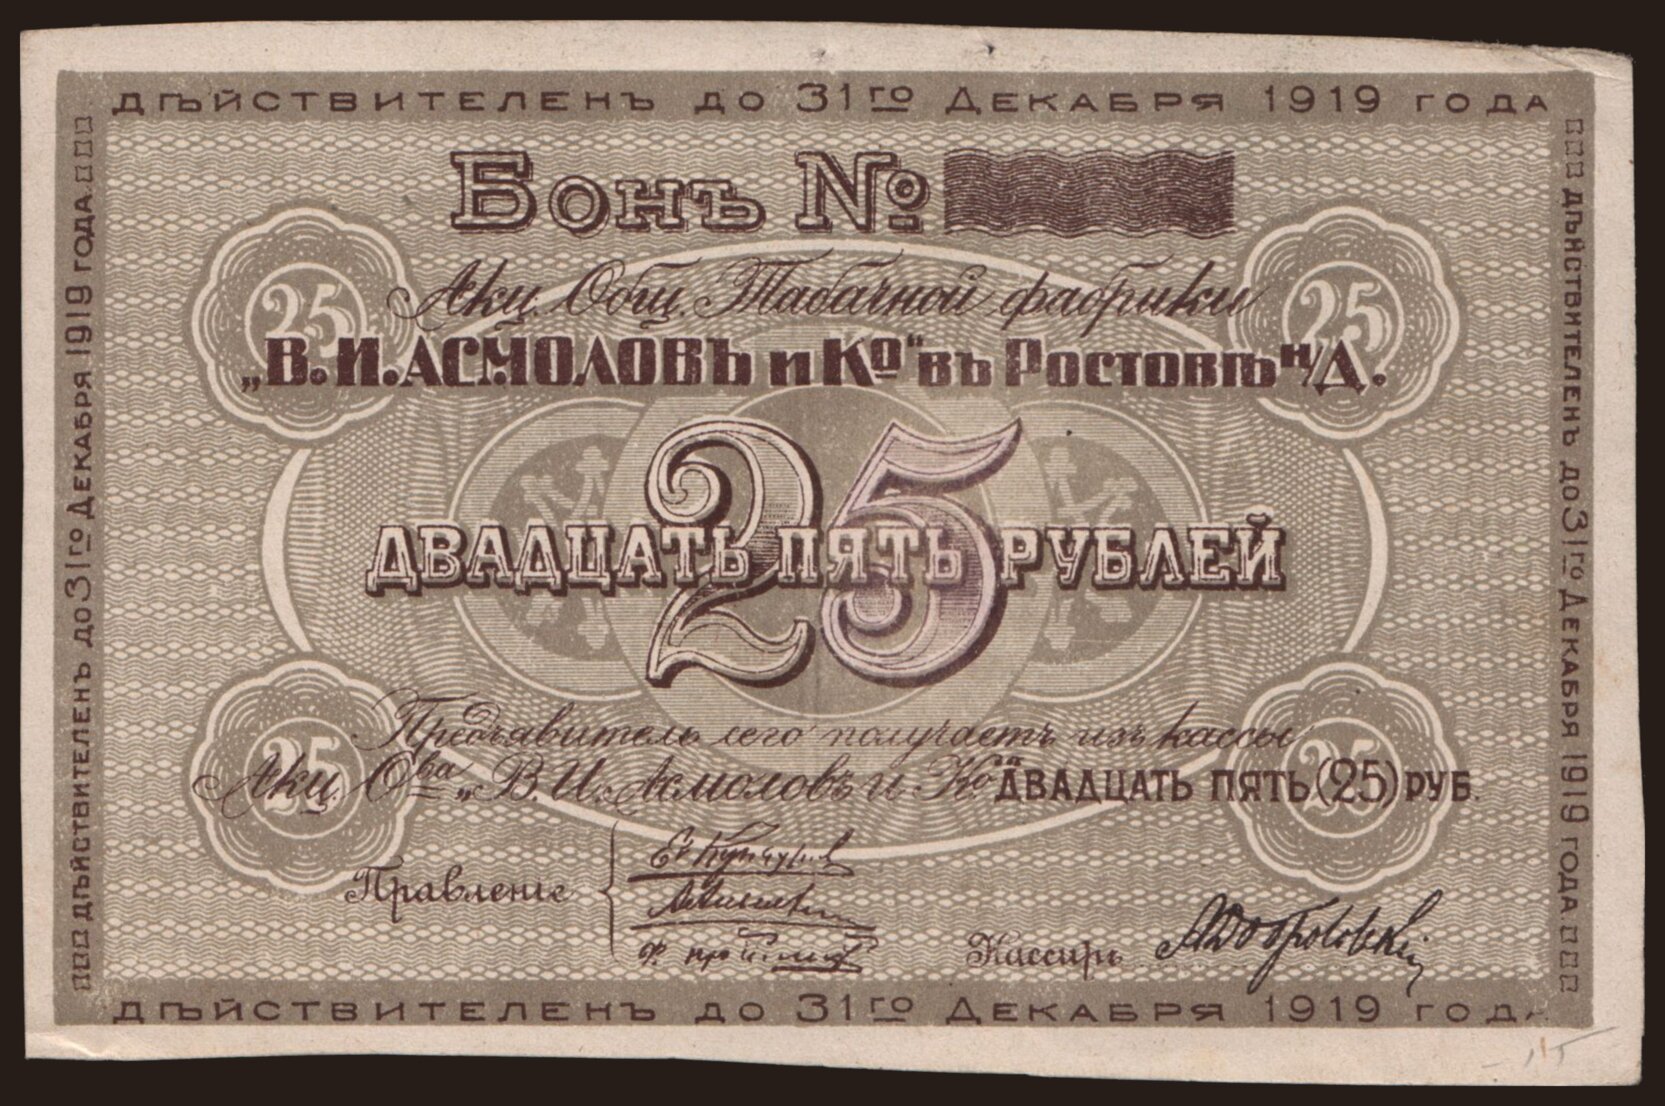 ДѢЙСТВИТЕЛЕНЪ ДО 31ГО ДЕКАБРЯ 1919 ГОДА
ДѢЙСТВИТЕЛЕНЪ ДО 31ГО ДЕКАБРЯ 1919 ГОДА
ДѢЙСТВИТЕЛЕНЪ ДО 31ГО ДЕКАБРЯ 1919 ГОДА
Бонъ №
Акц. Общ. Табачной фабрики
25 25
„В.И.АСМОЛОВЪ и Ко“ въ Ростовѣ н/Д.
25
ДВАДЦАТЬ ПЯТЬ РУБЛЕЙ
Предъявитель сего получаетъ изъ кассы
25 25
Акц. О-ва „В.И. Асмоловъ и Ко“ ДВАДЦАТЬ ПЯТЬ (25) РУБ.
Правленіе
Кассиръ
ДѢЙСТВИТЕЛЕНЪ ДО 31ГО ДЕКАБРЯ 1919 ГОДА